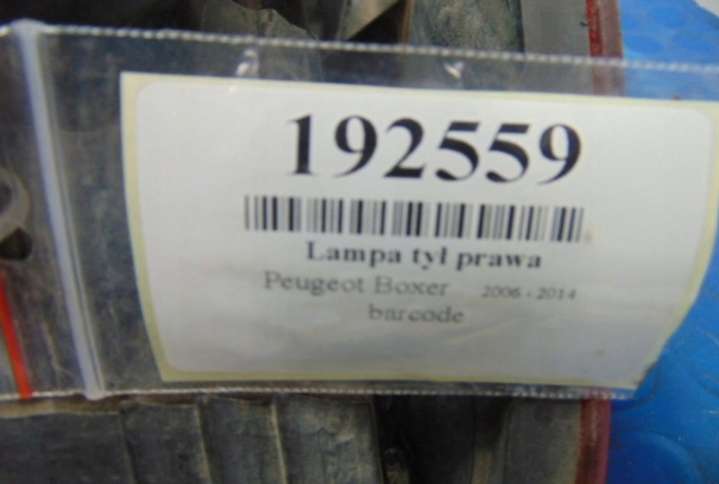 192559
Lampa tył prawa
Peugeot Boxer 2006 - 2014
barcode